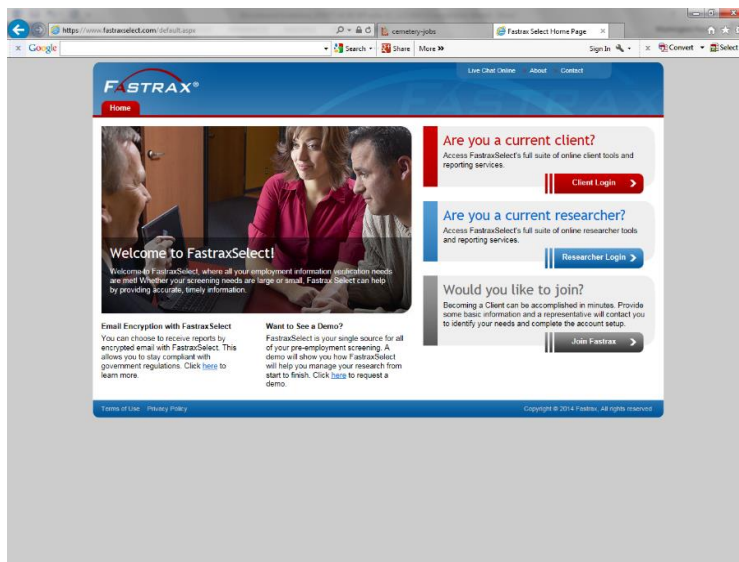 https://www.fastraxselect.com/default.aspx
cemetery-jobs
Fastrax Select Home Page
Google
Search
Share
More »
Sign In
Convert
Select
Live Chat Online
About
Contact
FASTRAX®
Home
Welcome to FastraxSelect!
Welcome to FastraxSelect, where all your employment information verification needs
are met! Whether your screening needs are large or small, Fastrax Select can help
by providing accurate, timely information.
Email Encryption with FastraxSelect
You can choose to receive reports by
encrypted email with FastraxSelect. This
allows you to stay compliant with
government regulations. Click here to
learn more.
Want to See a Demo?
FastraxSelect is your single source for all
of your pre-employment screening. A
demo will show you how FastraxSelect
will help you manage your research from
start to finish. Click here to request a
demo.
Are you a current client?
Access FastraxSelect's full suite of online client tools and
reporting services.
Client Login
Are you a current researcher?
Access FastraxSelect's full suite of online researcher tools
and reporting services.
Researcher Login
Would you like to join?
Becoming a Client can be accomplished in minutes. Provide
some basic information and a representative will contact you
to identify your needs and complete the account setup.
Join Fastrax
Terms of Use
Privacy Policy
Copyright © 2014 Fastrax, All rights reserved